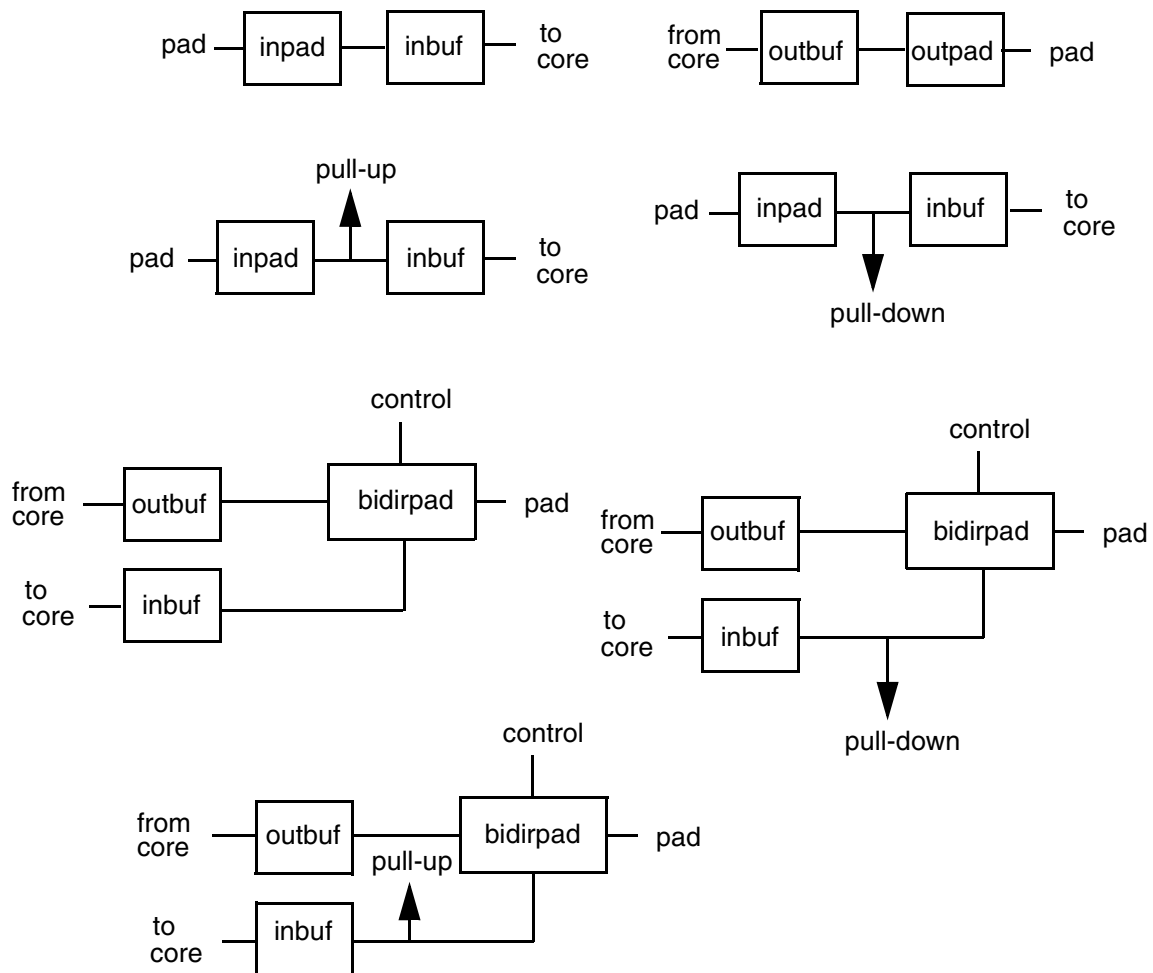 pad inpad inbuf to
core
from
core outbuf outpad pad
pull-up
pad inpad inbuf to
core
pad inpad inbuf to
core
pull-down
control
from
core outbuf bidirpad pad
to
core inbuf
control
from
core outbuf bidirpad pad
to
core inbuf
pull-down
control
from
core outbuf bidirpad pad
pull-up
to
core inbuf